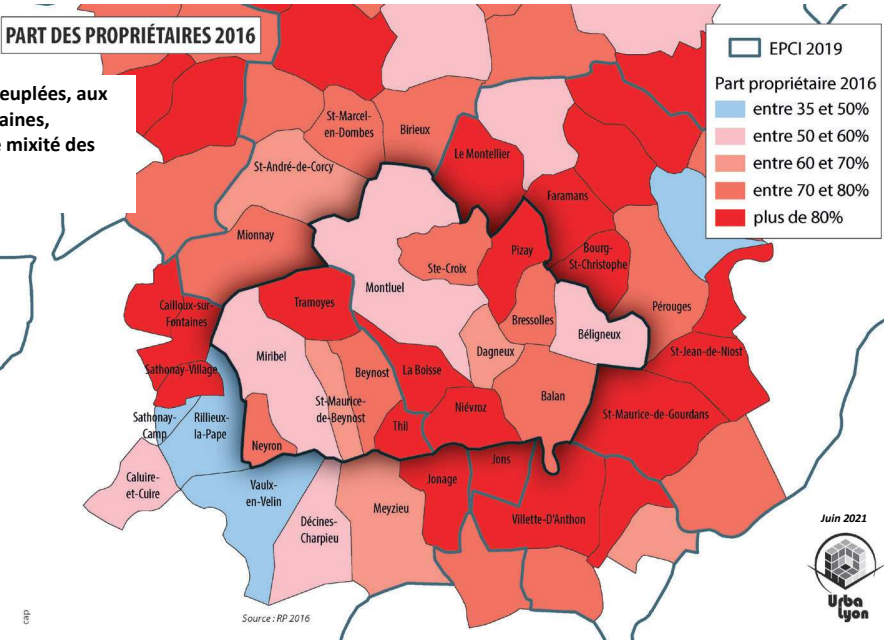 PART DES PROPRIÉTAIRES 2016
euplées, aux
aines,
mixité des
EPCI 2019
Part propriétaire 2016
entre 35 et 50%
entre 50 et 60%
entre 60 et 70%
entre 70 et 80%
plus de 80%
St-Marcel-
en-Dombes
Birieux
Le Montellier
St-André-de-Corcy
Faramans
Mionnay
Pizay
Bourg-
St-Christophe
Ste-Croix
Montluel
Cailloux-sur-
Fontaines
Tramoyes
Bressolles
Pérouges
Béligneux
Miribel
Dagneux
St-Jean-de-Niost
Sathonay-Village
Beynost
La Boisse
St-Maurice-
de-Beynost
Niévroz
Balan
St-Maurice-de-Gourdans
Sathonay-
Camp
Rillieux-
la-Pape
Thil
Neyron
Caluire-
et-Cuire
Vaulx-
en-Velin
Jonage
Jons
Meyzieu
Décines-
Charpieu
Villette-D'Anthon
Juin 2021
Urba
Lyon
cap
Source : RP 2016